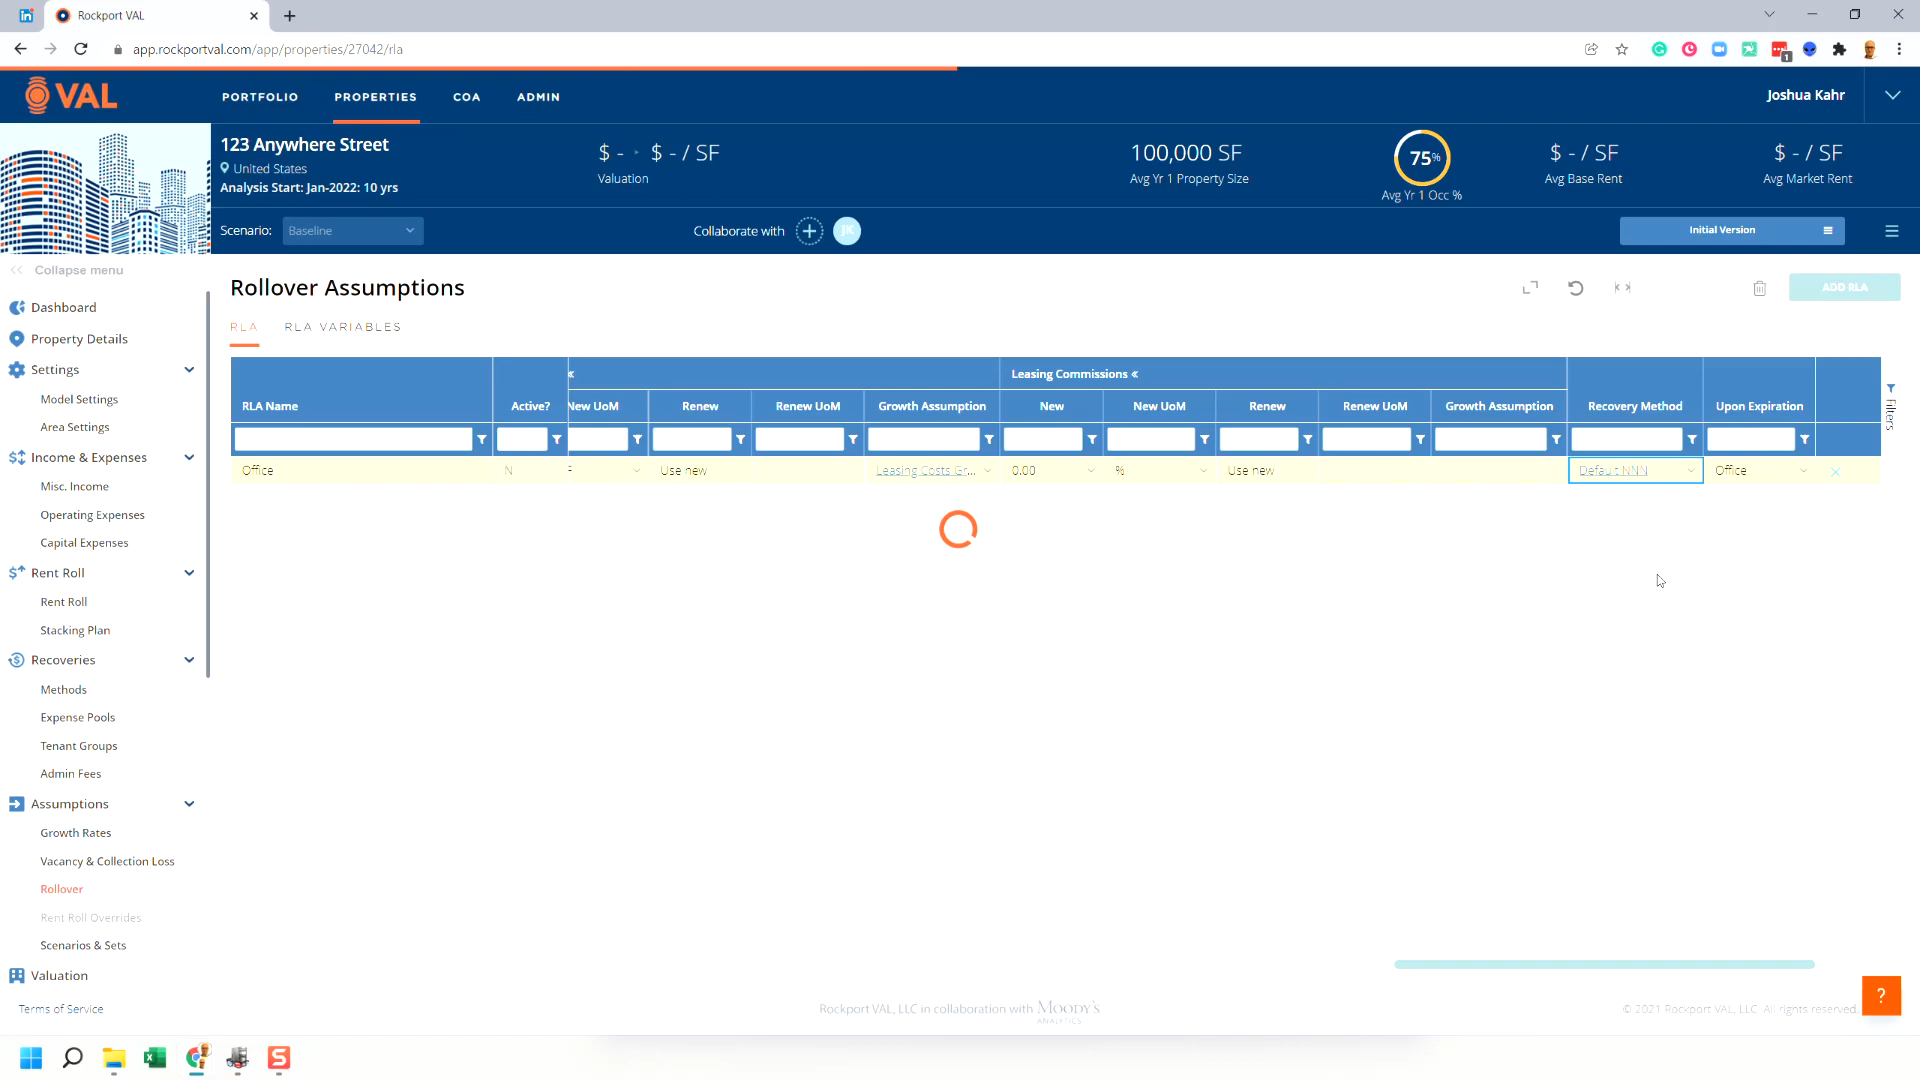 Rockport VAL
app.rockportval.com/app/properties/27042/rla
VAL
PORTFOLIO
PROPERTIES
COA
ADMIN
Joshua Kahr
123 Anywhere Street
United States
Analysis Start: Jan-2022: 10 yrs
$ - · $ - / SF
Valuation
100,000 SF
Avg Yr 1 Property Size
75%
Avg Yr 1 Occ %
$ - / SF
Avg Base Rent
$ - / SF
Avg Market Rent
Scenario:
Baseline
Collaborate with
JK
Initial Version
Collapse menu
Dashboard
Property Details
Settings
Model Settings
Area Settings
Income & Expenses
Misc. Income
Operating Expenses
Capital Expenses
Rent Roll
Rent Roll
Stacking Plan
Recoveries
Methods
Expense Pools
Tenant Groups
Admin Fees
Assumptions
Growth Rates
Vacancy & Collection Loss
Rollover
Rent Roll Overrides
Scenarios & Sets
Valuation
Terms of Service
Rollover Assumptions
ADD RLA
RLA
RLA VARIABLES
Leasing Commissions «
RLA Name
Active?
New UoM
Renew
Renew UoM
Growth Assumption
New
New UoM
Renew
Renew UoM
Growth Assumption
Recovery Method
Upon Expiration
Filters
Office
N
Use new
Leasing Costs Gr...
0.00
%
Use new
Default NNN
Office
Rockport VAL, LLC in collaboration with MOODY'S ANALYTICS
© 2021 Rockport VAL, LLC. All rights reserved.
?